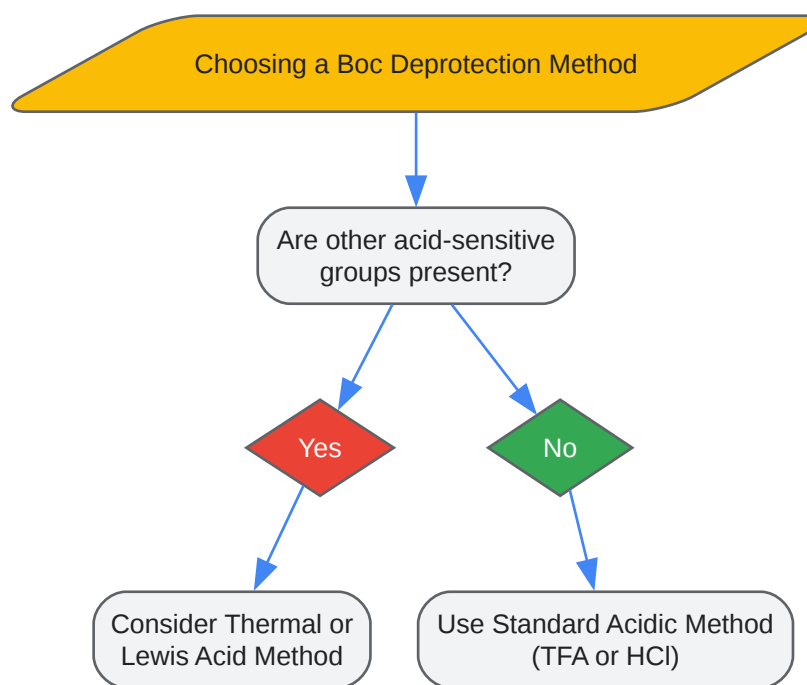 Choosing a Boc Deprotection Method
Are other acid-sensitive
groups present?
Yes
No
Consider Thermal or
Lewis Acid Method
Use Standard Acidic Method
(TFA or HCl)